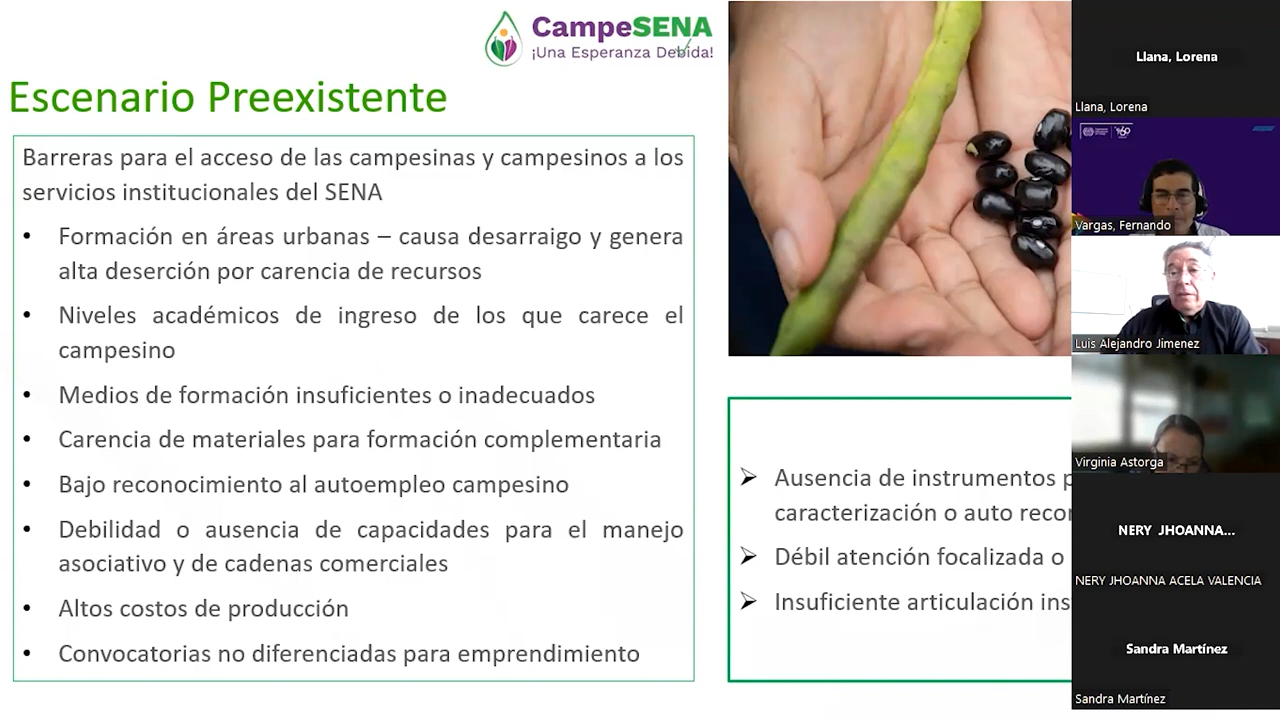 CampeSENA
¡Una Esperanza Debida!
Escenario Preexistente
Barreras para el acceso de las campesinas y campesinos a los
servicios institucionales del SENA
• Formación en áreas urbanas – causa desarraigo y genera
alta deserción por carencia de recursos
• Niveles académicos de ingreso de los que carece el
campesino
• Medios de formación insuficientes o inadecuados
• Carencia de materiales para formación complementaria
• Bajo reconocimiento al autoempleo campesino
• Debilidad o ausencia de capacidades para el manejo
asociativo y de cadenas comerciales
• Altos costos de producción
• Convocatorias no diferenciadas para emprendimiento
Ausencia de instrumentos
caracterización o auto
Débil atención focalizada o
Insuficiente articulación
Llana, Lorena
Llana, Lorena
Vargas, Fernando
Luis Alejandro Jimenez
Virginia Astorga
NERY JHOANNA...
NERY JHOANNA ACELA VALENCIA
Sandra Martínez
Sandra Martínez